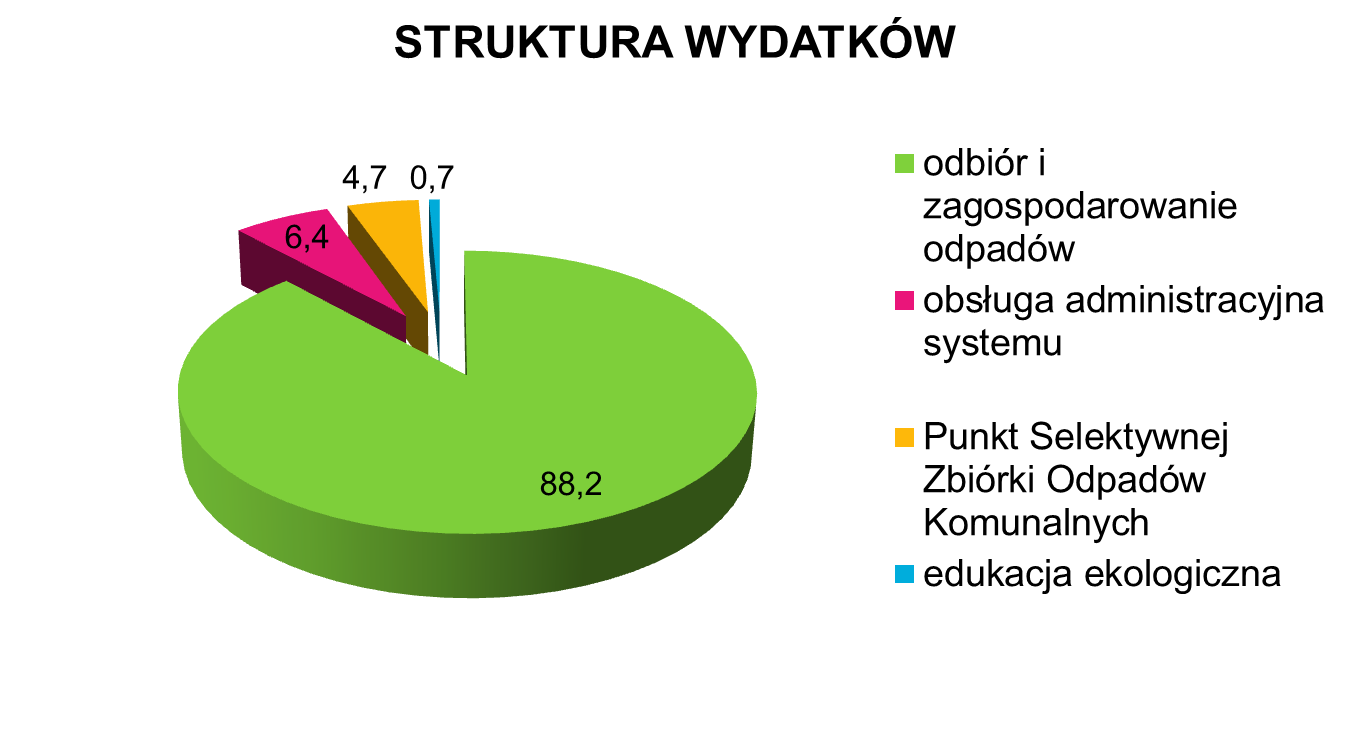 STRUKTURA WYDATKÓW
4,7
0,7
6,4
88,2
odbiór i
zagospodarowanie
odpadów
obsługa administracyjna
systemu
Punkt Selektywnej
Zbiórki Odpadów
Komunalnych
edukacja ekologiczna